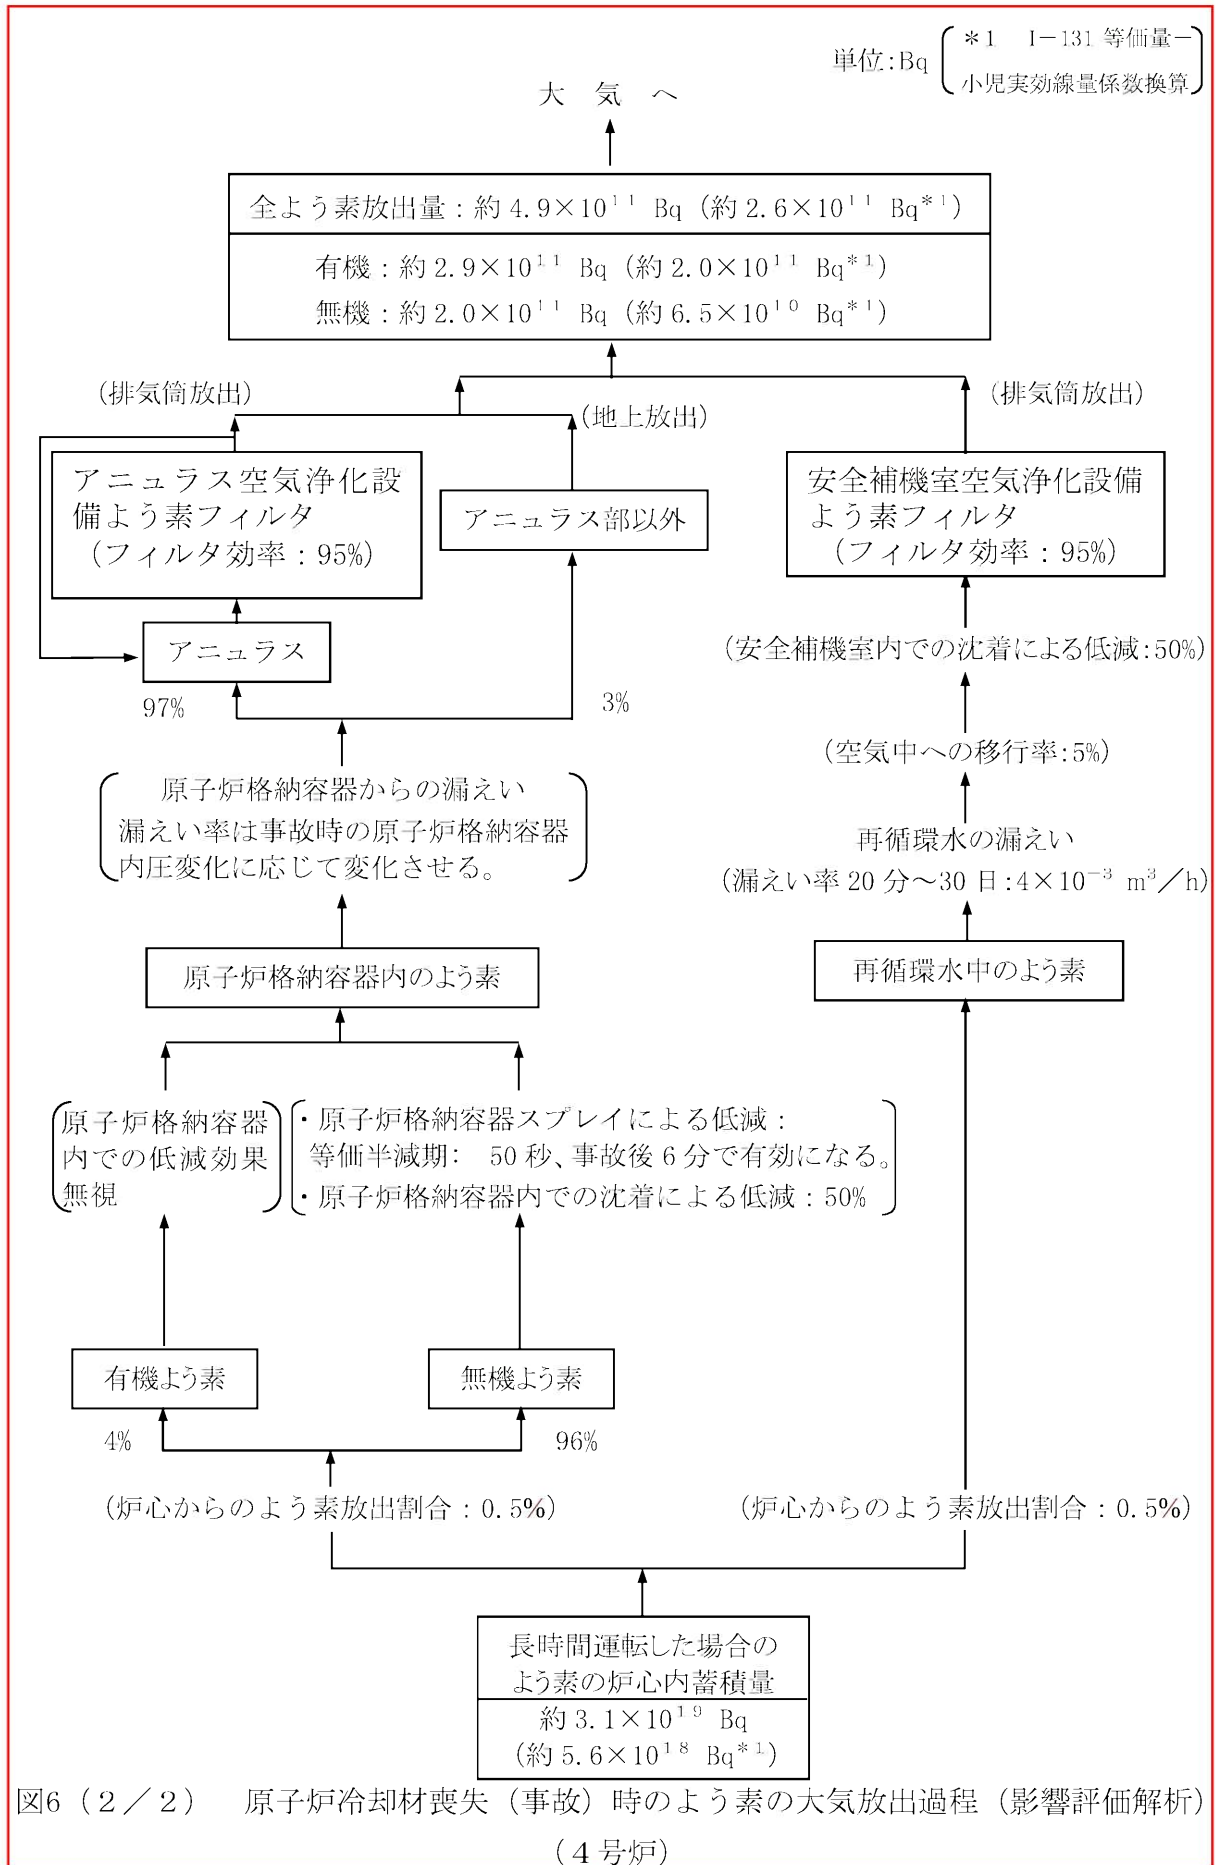 単位:Bq
*1　I-131 等価量-
小児実効線量係数換算
大　気　へ
全よう素放出量：約 4.9×10¹¹ Bq（約 2.6×10¹¹ Bq*¹）
有機：約 2.9×10¹¹ Bq（約 2.0×10¹¹ Bq*¹）
無機：約 2.0×10¹¹ Bq（約 6.5×10¹⁰ Bq*¹）
(排気筒放出)
(地上放出)
(排気筒放出)
アニュラス空気浄化設
備よう素フィルタ
（フィルタ効率：95%）
アニュラス部以外
安全補機室空気浄化設備
よう素フィルタ
（フィルタ効率：95%）
アニュラス
(安全補機室内での沈着による低減:50%)
97%
3%
(空気中への移行率:5%)
原子炉格納容器からの漏えい
漏えい率は事故時の原子炉格納容器
内圧変化に応じて変化させる。
再循環水の漏えい
(漏えい率 20 分～30 日:4×10⁻³ m³／h)
原子炉格納容器内のよう素
再循環水中のよう素
原子炉格納容器
内での低減効果
無視
・原子炉格納容器スプレイによる低減：
等価半減期:　50 秒、事故後 6 分で有効になる。
・原子炉格納容器内での沈着による低減：50%
有機よう素
無機よう素
4%
96%
(炉心からのよう素放出割合：0.5%)
(炉心からのよう素放出割合：0.5%)
長時間運転した場合の
よう素の炉心内蓄積量
約 3.1×10¹⁹ Bq
(約 5.6×10¹⁸ Bq*¹)
図6（２／２）　原子炉冷却材喪失（事故）時のよう素の大気放出過程（影響評価解析）
（４号炉）